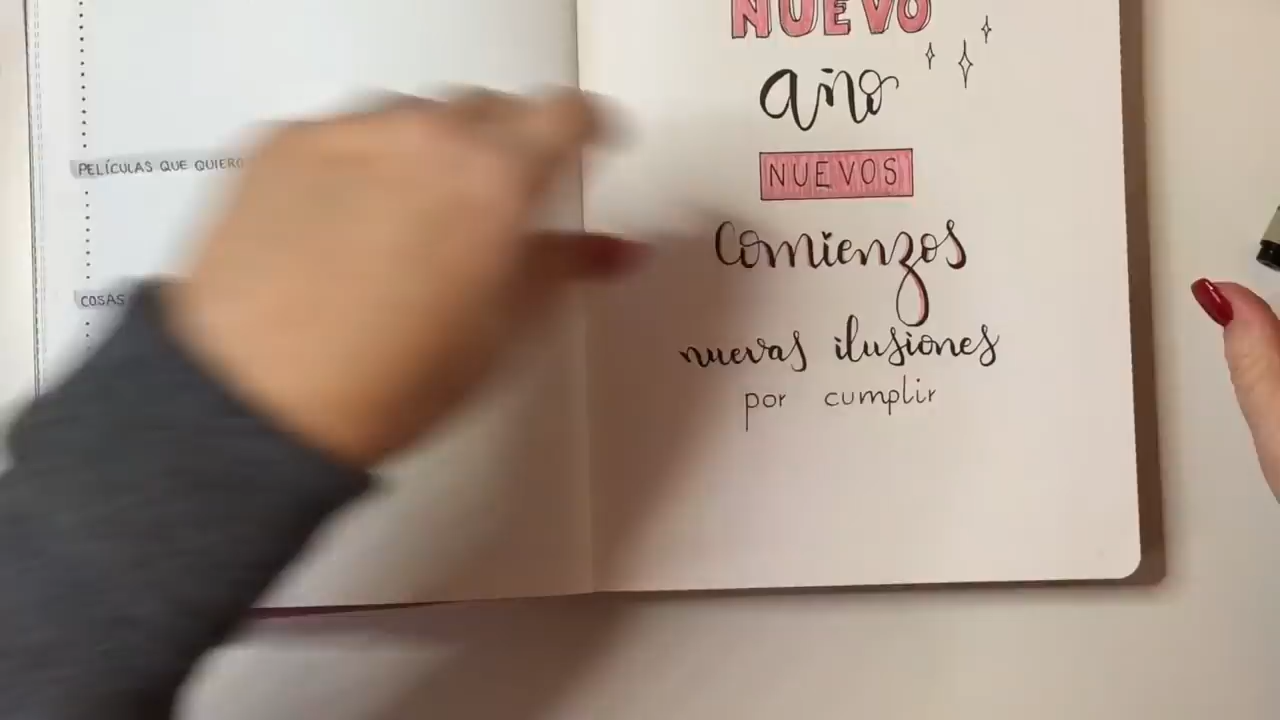 PELÍCULAS QUE QUIERO
COSAS
NUEVO
año
NUEVOS
comienzos
nuevas ilusiones
por cumplir